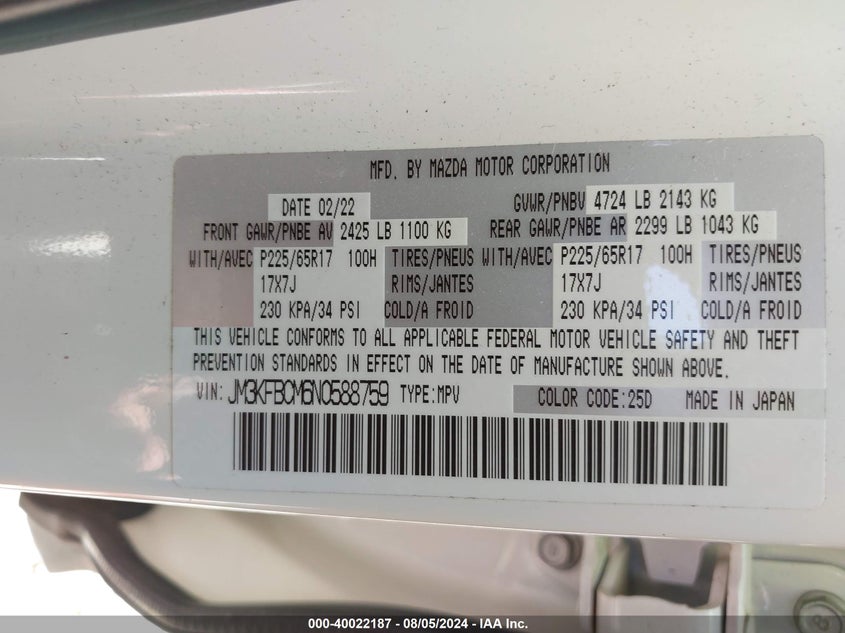 MFD. BY MAZDA MOTOR CORPORATION
DATE 02/22 GVWR/PNBV 4724 LB 2143 KG
FRONT GAWR/PNBE AV 2425 LB 1100 KG REAR GAWR/PNBE AR 2299 LB 1043 KG
WITH/AVEC P225/65R17 100H TIRES/PNEUS WITH/AVEC P225/65R17 100H TIRES/PNEUS
17X7J RIMS/JANTES 17X7J RIMS/JANTES
230 KPA/34 PSI COLD/A FROID 230 KPA/34 PSI COLD/A FROID
THIS VEHICLE CONFORMS TO ALL APPLICABLE FEDERAL MOTOR VEHICLE SAFETY AND THEFT
PREVENTION STANDARDS IN EFFECT ON THE DATE OF MANUFACTURE SHOWN ABOVE.
VIN: JM3KFBCM6N0588759 TYPE:MPV COLOR CODE:25D MADE IN JAPAN
000-40022187 - 08/05/2024 - IAA Inc.